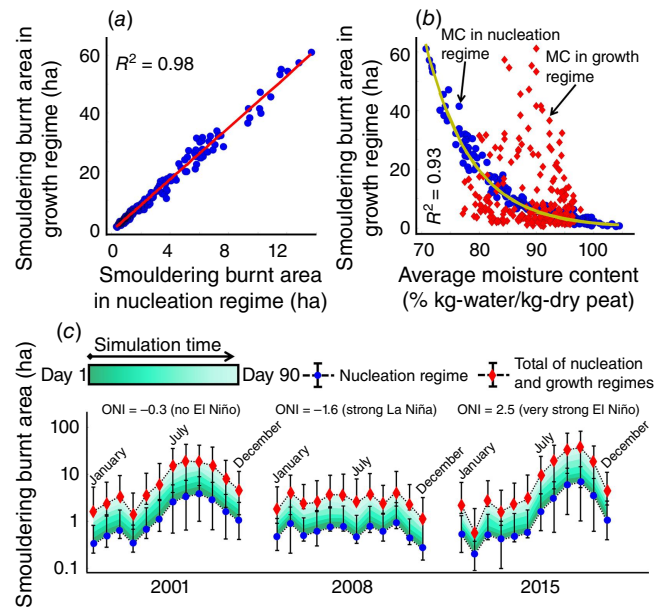 (a)
Smouldering burnt area in
growth regime (ha)
60
40
20
0
R² = 0.98
0
4
8
12
Smouldering burnt area
in nucleation regime (ha)
(b)
Smouldering burnt area in
growth regime (ha)
60
40
20
0
MC in nucleation
regime
MC in growth
regime
R² = 0.93
70
80
90
100
Average moisture content
(% kg-water/kg-dry peat)
(c)
Smouldering burnt area (ha)
Simulation time
Day 1
Day 90
Nucleation regime
Total of nucleation
and growth regimes
ONI = −0.3 (no El Niño)
ONI = −1.6 (strong La Niña)
ONI = 2.5 (very strong El Niño)
100
10
1
0.1
January
July
December
January
July
December
January
July
December
2001
2008
2015